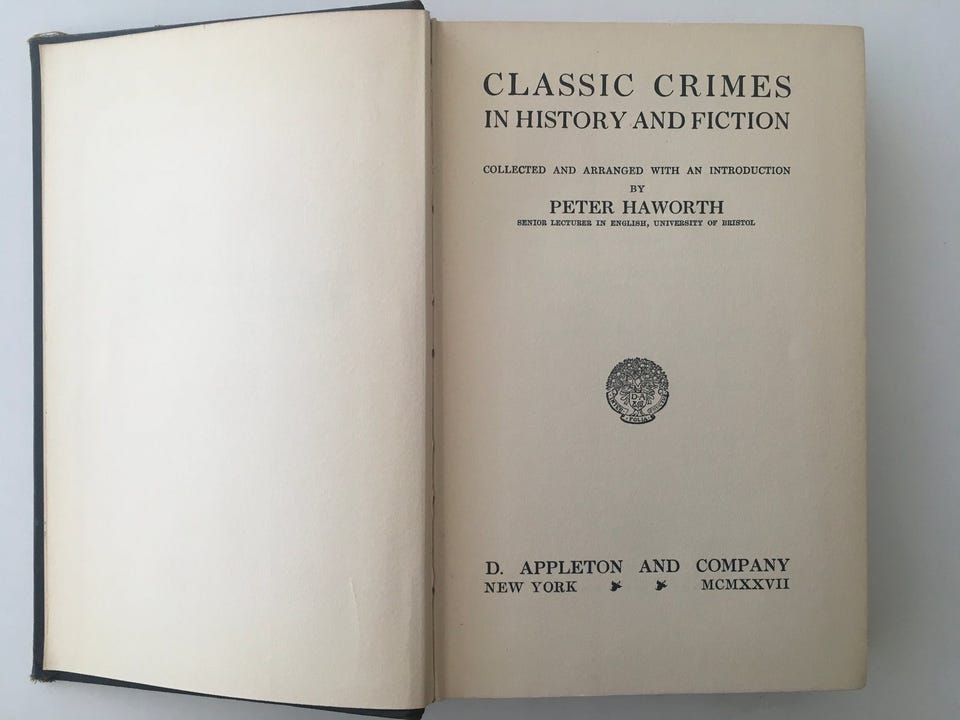 CLASSIC CRIMES
IN HISTORY AND FICTION
COLLECTED AND ARRANGED WITH AN INTRODUCTION
BY
PETER HAWORTH
SENIOR LECTURER IN ENGLISH, UNIVERSITY OF BRISTOL
D A
FOLIA
D. APPLETON AND COMPANY
NEW YORK MCMXXVII